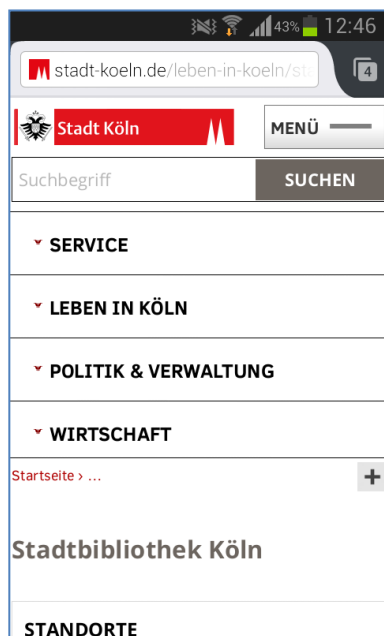 43% 12:46
stadt-koeln.de/leben-in-koeln/st
4
Stadt Köln
MENÜ
Suchbegriff
SUCHEN
SERVICE
LEBEN IN KÖLN
POLITIK & VERWALTUNG
WIRTSCHAFT
Startseite › ...
+
Stadtbibliothek Köln
STANDORTE